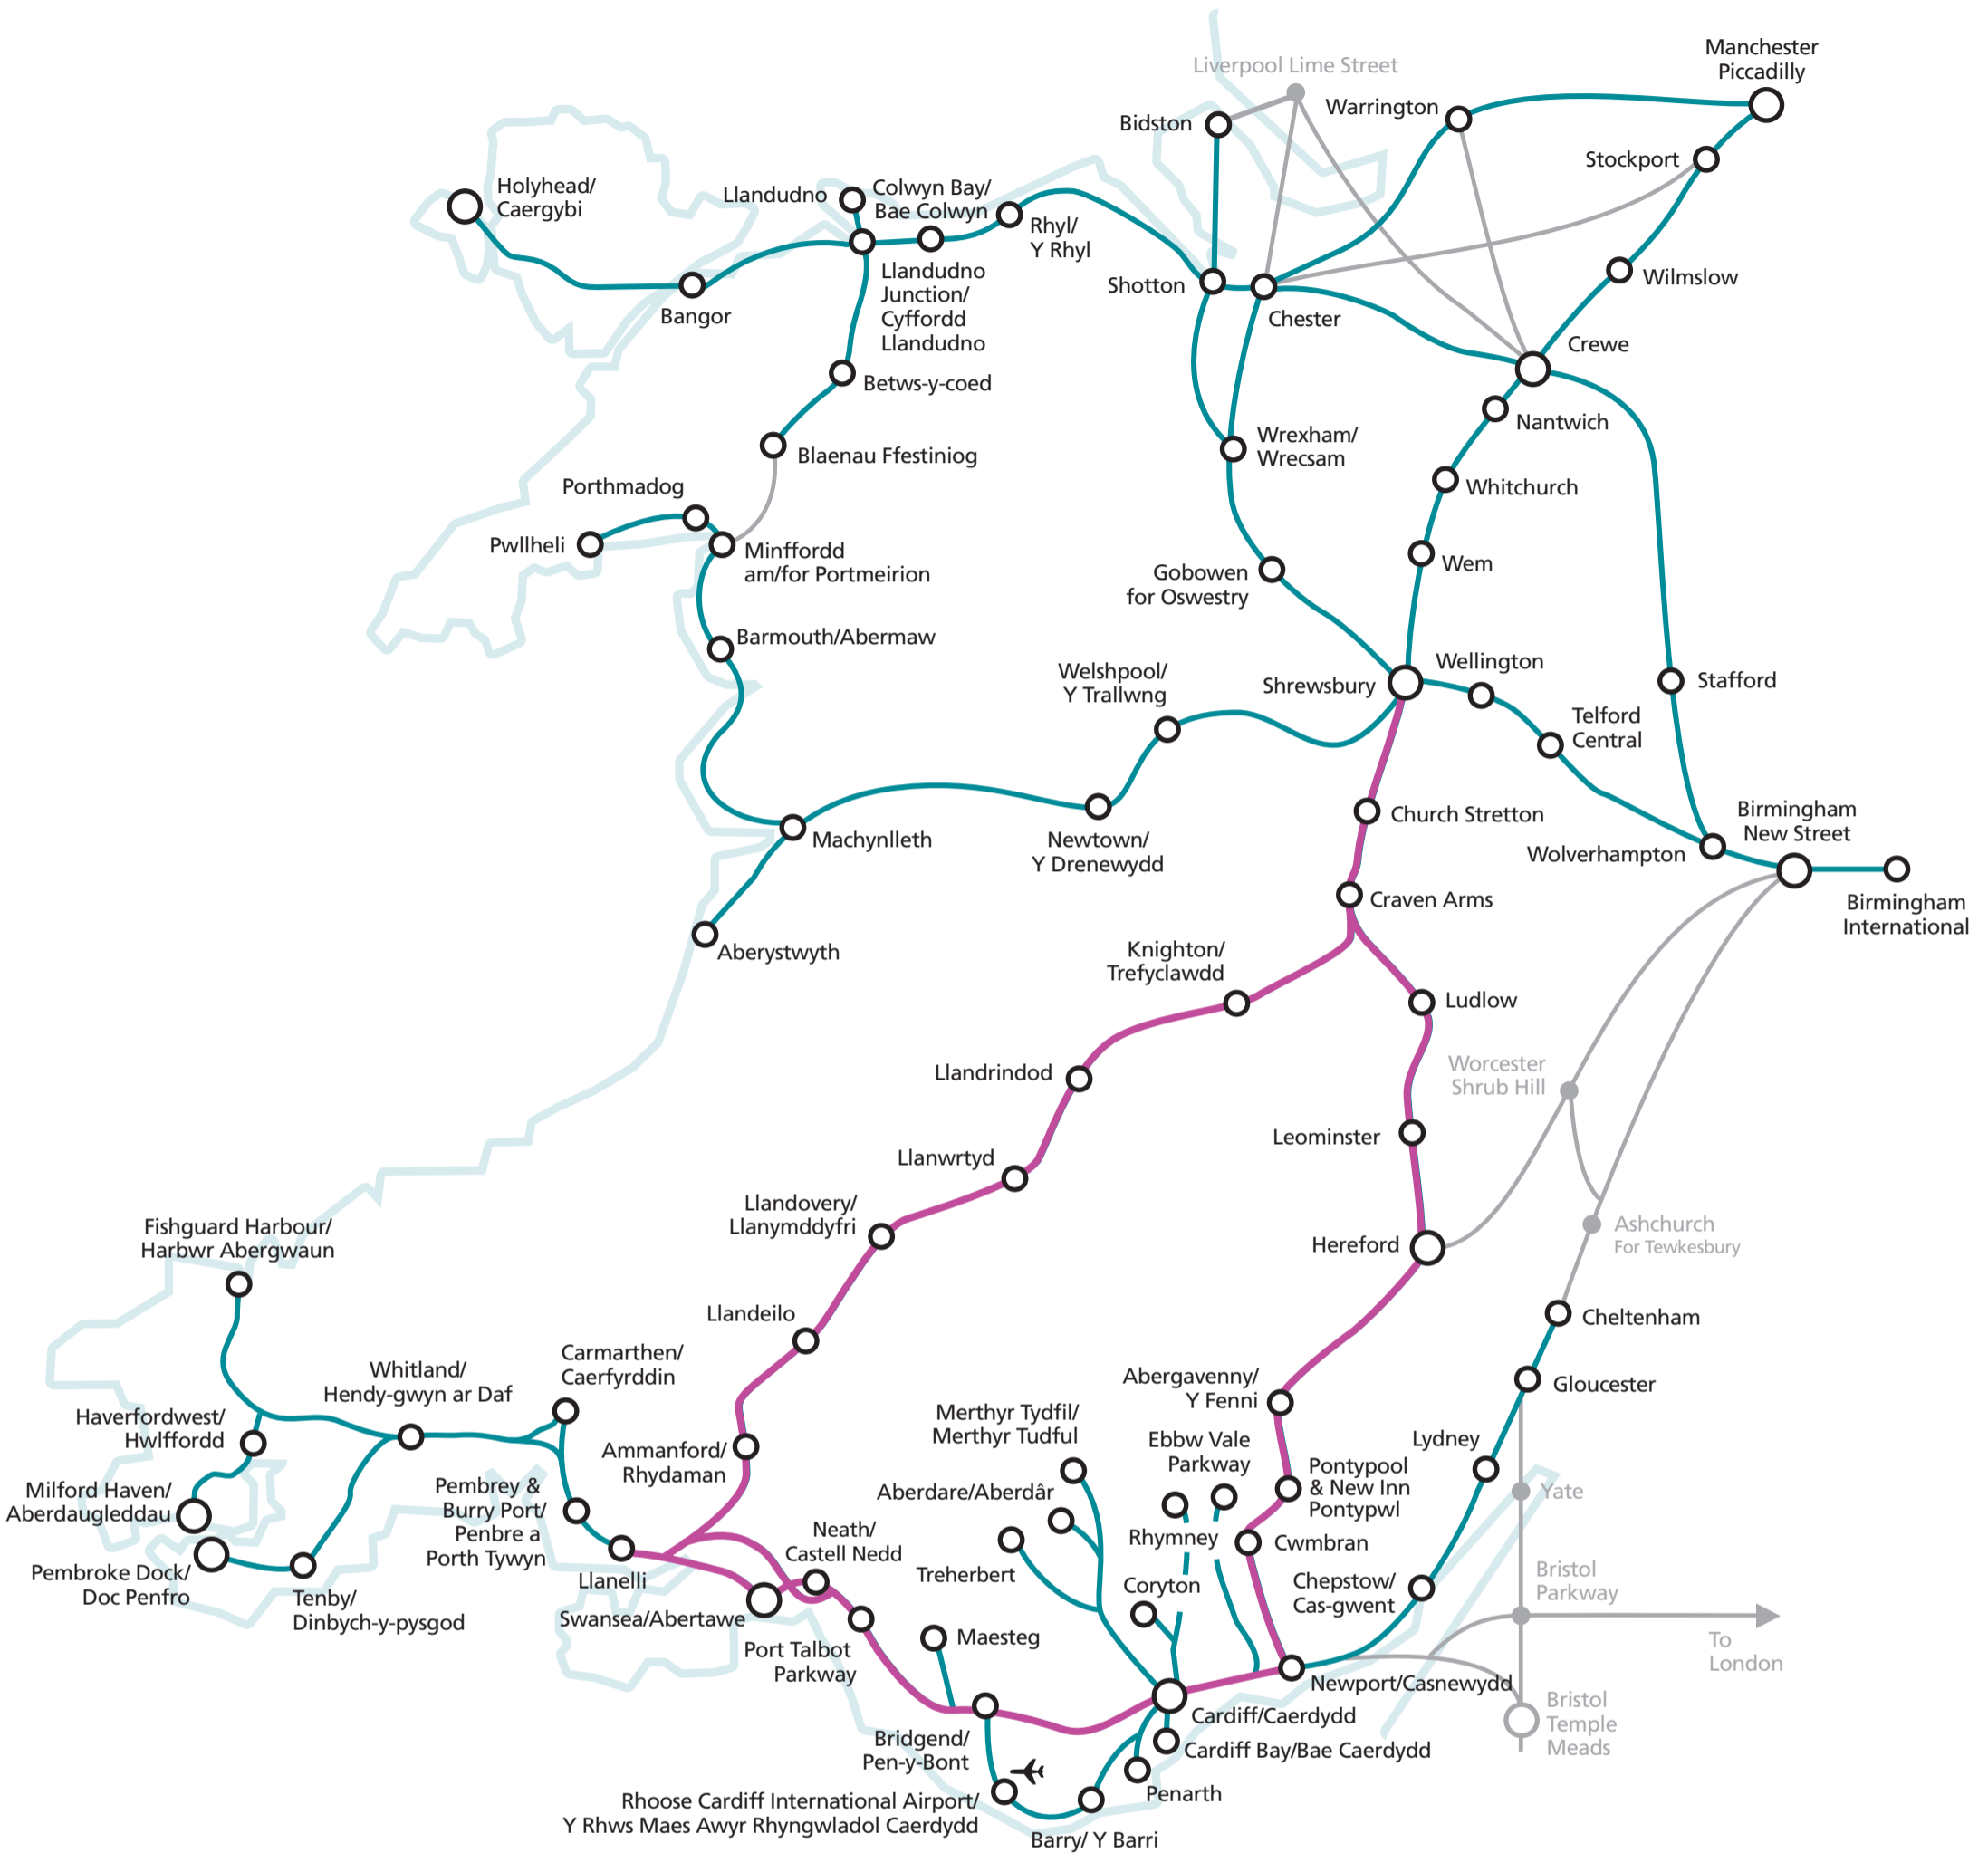 Manchester
Piccadilly
Liverpool Lime Street
Warrington
Bidston
Stockport
Holyhead/
Caergybi
Llandudno
Colwyn Bay/
Bae Colwyn
Rhyl/
Y Rhyl
Llandudno
Junction/
Cyffordd
Llandudno
Shotton
Chester
Wilmslow
Bangor
Crewe
Betws-y-coed
Nantwich
Blaenau Ffestiniog
Wrexham/
Wrecsam
Whitchurch
Porthmadog
Pwllheli
Minffordd
am/for Portmeirion
Wem
Gobowen
for Oswestry
Barmouth/Abermaw
Welshpool/
Y Trallwng
Shrewsbury
Wellington
Stafford
Telford
Central
Church Stretton
Birmingham
New Street
Machynlleth
Newtown/
Y Drenewydd
Wolverhampton
Craven Arms
Birmingham
International
Aberystwyth
Knighton/
Trefyclawdd
Ludlow
Llandrindod
Worcester
Shrub Hill
Leominster
Llanwrtyd
Llandovery/
Llanymddyfri
Fishguard Harbour/
Harbwr Abergwaun
Hereford
Ashchurch
For Tewkesbury
Llandeilo
Cheltenham
Whitland/
Hendy-gwyn ar Daf
Carmarthen/
Caerfyrddin
Abergavenny/
Y Fenni
Gloucester
Haverfordwest/
Hwlffordd
Ammanford/
Rhydaman
Merthyr Tydfil/
Merthyr Tudful
Ebbw Vale
Parkway
Lydney
Milford Haven/
Aberdaugleddau
Pembrey &
Burry Port/
Penbre a
Porth Tywyn
Aberdare/Aberdâr
Pontypool
& New Inn
Pontypwl
Yate
Neath/
Castell Nedd
Rhymney
Cwmbran
Pembroke Dock/
Doc Penfro
Tenby/
Dinbych-y-pysgod
Llanelli
Treherbert
Coryton
Chepstow/
Cas-gwent
Bristol
Parkway
Swansea/Abertawe
Maesteg
Port Talbot
Parkway
To
London
Newport/Casnewydd
Bristol
Temple
Meads
Cardiff/Caerdydd
Bridgend/
Pen-y-Bont
Cardiff Bay/Bae Caerdydd
Rhoose Cardiff International Airport/
Y Rhws Maes Awyr Rhyngwladol Caerdydd
Penarth
Barry/ Y Barri